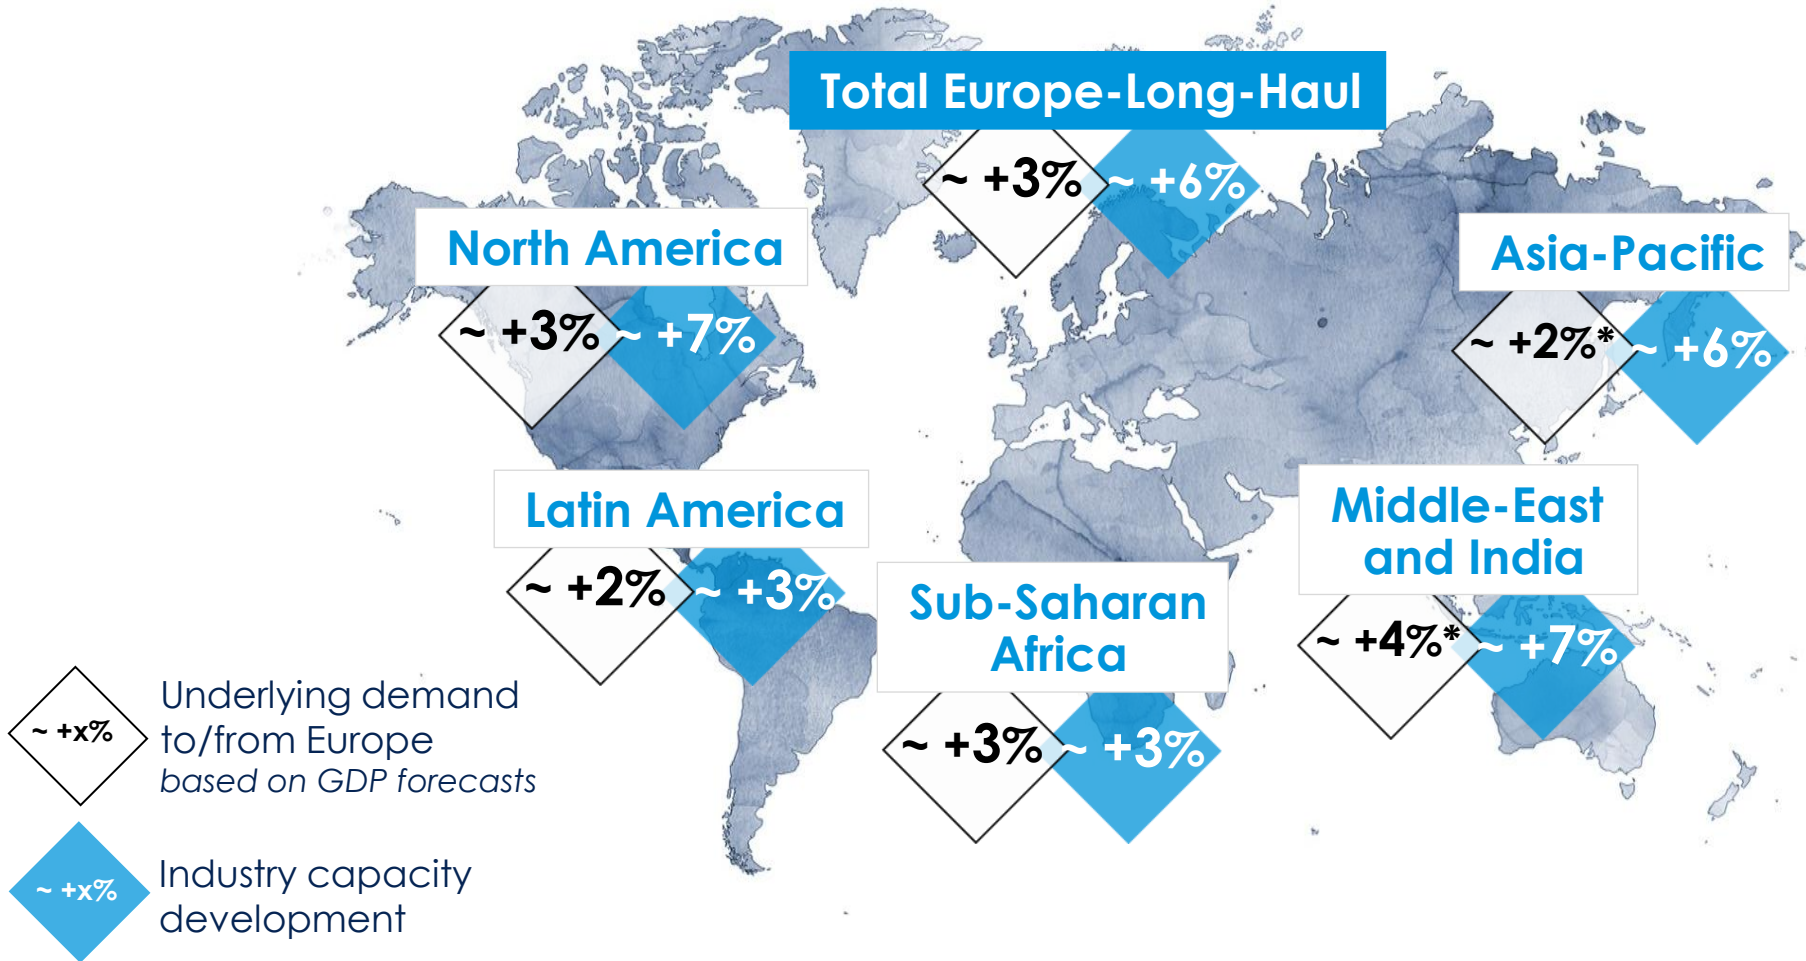 Total Europe-Long-Haul
~ +3% ~ +6%
North America
~ +3% ~ +7%
Asia-Pacific
~ +2%* ~ +6%
Latin America
~ +2% ~ +3%
Middle-East
and India
~ +4%* ~ +7%
Sub-Saharan
Africa
~ +3% ~ +3%
~ +x%
Underlying demand
to/from Europe
based on GDP forecasts
~ +x%
Industry capacity
development